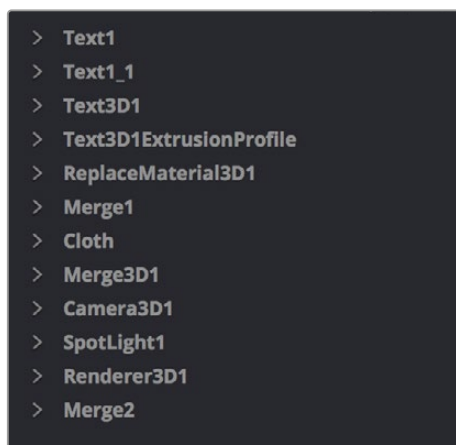 Text1
Text1_1
Text3D1
Text3D1ExtrusionProfile
ReplaceMaterial3D1
Merge1
Cloth
Merge3D1
Camera3D1
SpotLight1
Renderer3D1
Merge2